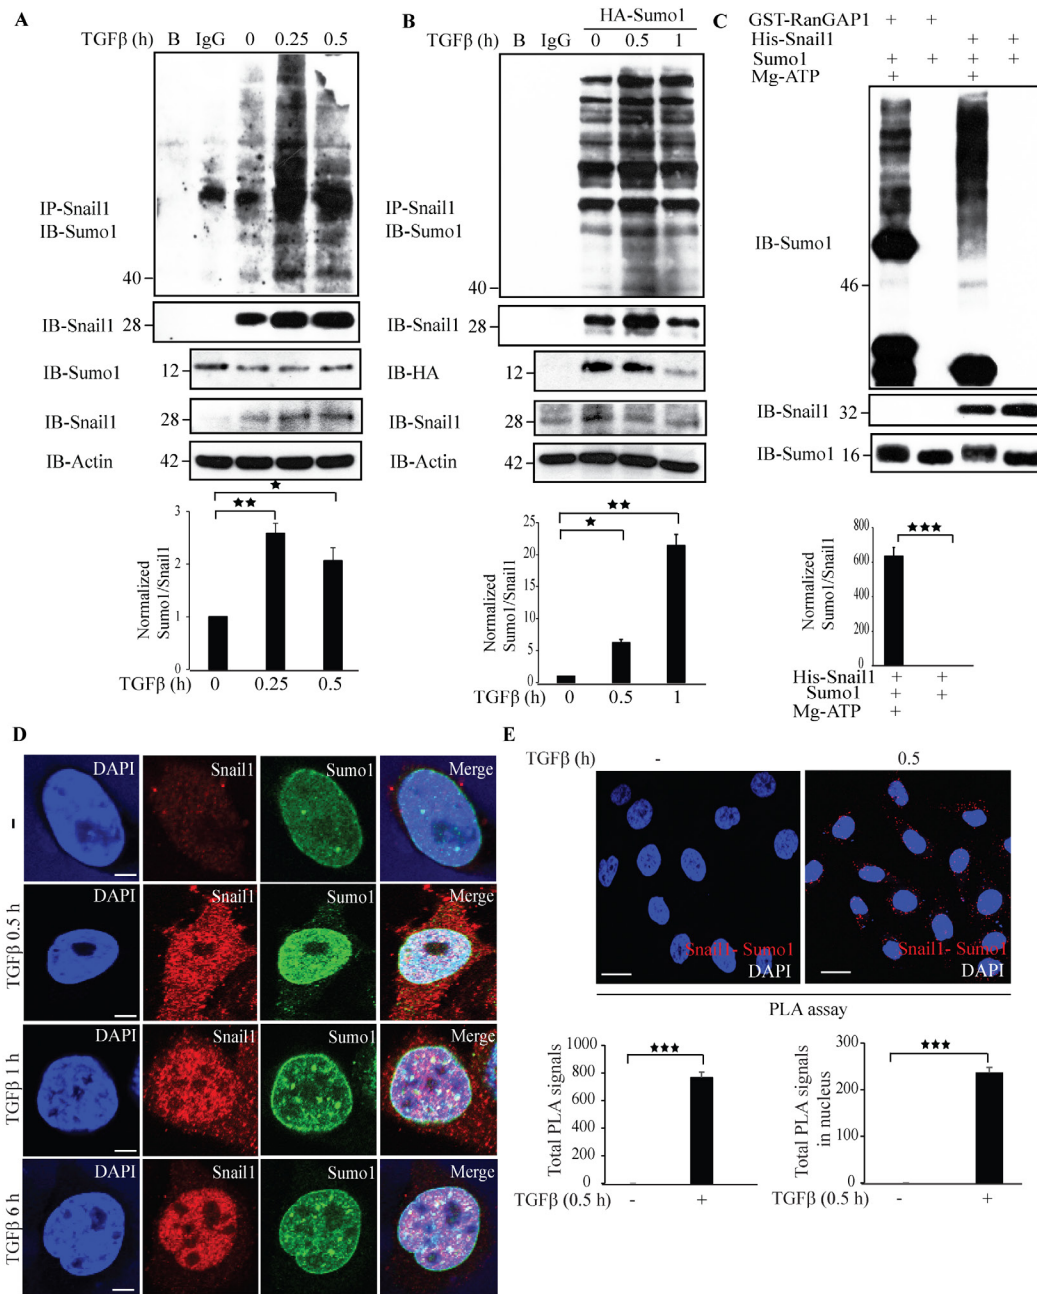 A
TGFβ (h) B IgG 0 0.25 0.5
IP-Snail1
IB-Sumo1
40
IB-Snail1 28
IB-Sumo1 12
IB-Snail1 28
IB-Actin 42
★
★★
Normalized
Sumo1/Snail1
3
2
1
0
TGFβ (h) 0 0.25 0.5
B
HA-Sumo1
TGFβ (h) B IgG 0 0.5 1
IP-Snail1
IB-Sumo1
40
IB-Snail1 28
IB-HA 12
IB-Snail1 28
IB-Actin 42
★★
★
Normalized
Sumo1/Snail1
25
20
15
10
5
0
TGFβ (h) 0 0.5 1
C
GST-RanGAP1 + +
His-Snail1 + +
Sumo1 + + + +
Mg-ATP + +
IB-Sumo1
46
IB-Snail1 32
IB-Sumo1 16
★★★
Normalized
Sumo1/Snail1
800
600
400
200
0
His-Snail1 + +
Sumo1 + +
Mg-ATP +
D
-
DAPI Snail1 Sumo1 Merge
TGFβ 0.5 h
DAPI Snail1 Sumo1 Merge
TGFβ 1 h
DAPI Snail1 Sumo1 Merge
TGFβ 6 h
DAPI Snail1 Sumo1 Merge
E
TGFβ (h) - 0.5
Snail1- Sumo1 Snail1- Sumo1
DAPI DAPI
PLA assay
★★★
Total PLA signals
1000
800
600
400
200
0
TGFβ (0.5 h) - +
★★★
Total PLA signals
in nucleus
300
200
100
0
TGFβ (0.5 h) - +